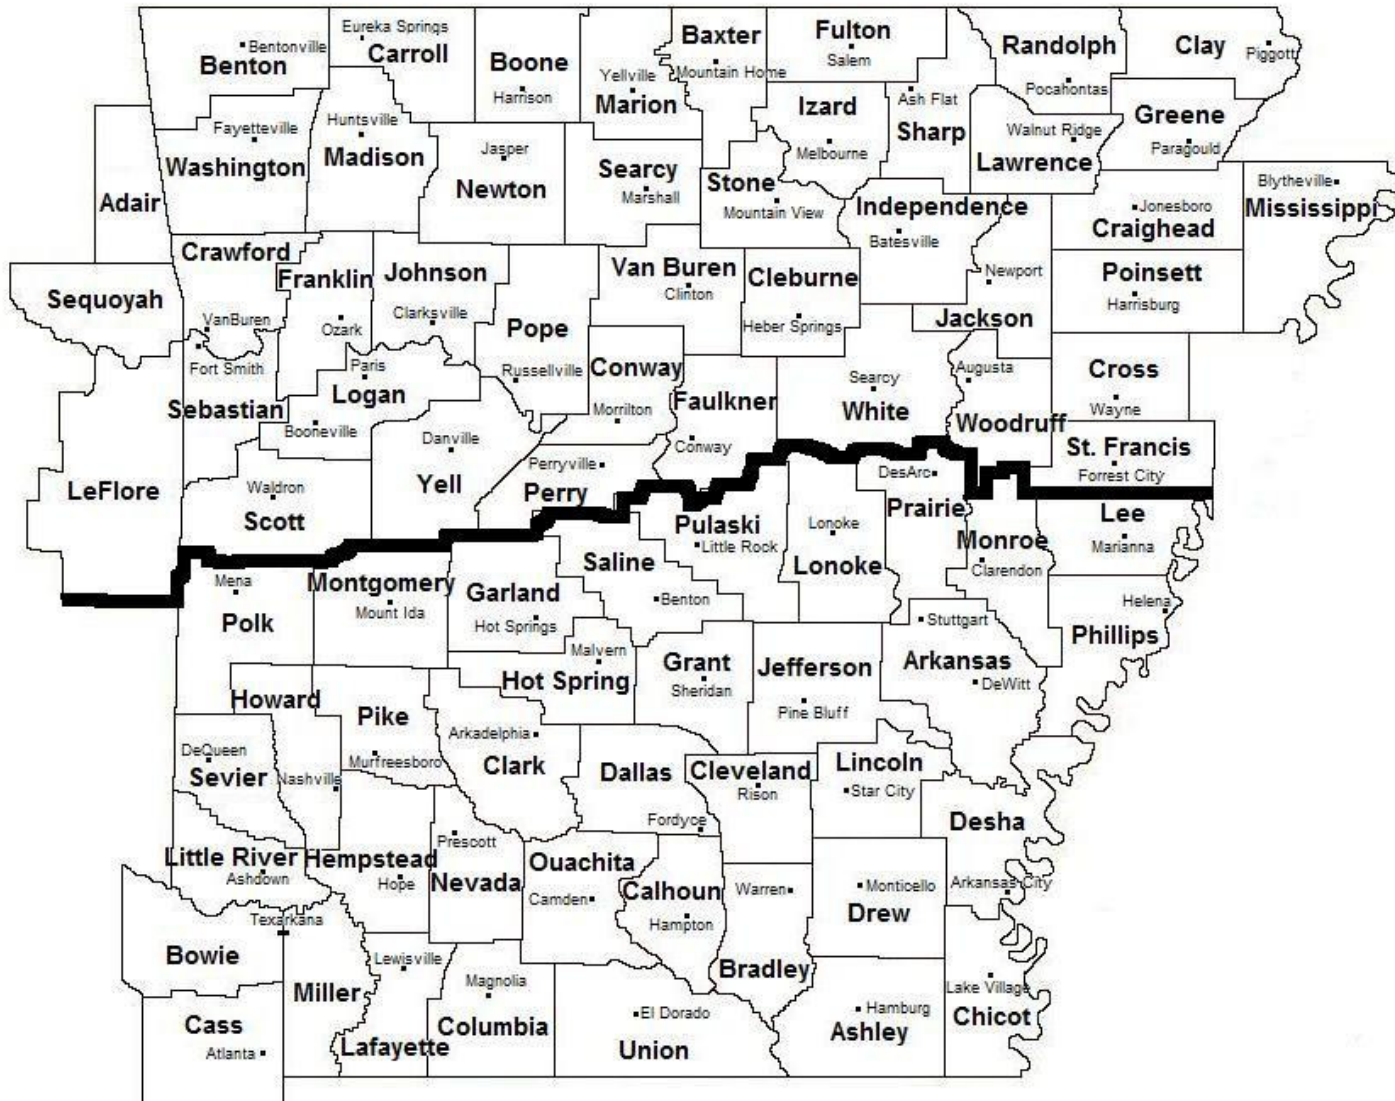 Eureka Springs
Bentonville
Benton
Carroll
Boone
Harrison
Yellville
Marion
Baxter
Mountain Home
Fulton
Salem
Randolph
Pocahontas
Clay
Piggott
Fayetteville
Washington
Huntsville
Madison
Jasper
Newton
Searcy
Marshall
Stone
Mountain View
Izard
Melbourne
Ash Flat
Sharp
Walnut Ridge
Lawrence
Greene
Paragould
Adair
Independence
Batesville
Jonesboro
Craighead
Blytheville
Mississippi
Crawford
VanBuren
Sequoyah
Franklin
Ozark
Johnson
Clarksville
Pope
Russellville
Van Buren
Clinton
Cleburne
Heber Springs
Newport
Jackson
Poinsett
Harrisburg
Fort Smith
Sebastian
Paris
Logan
Booneville
Conway
Morrilton
Faulkner
Conway
Searcy
White
Augusta
Woodruff
Cross
Wayne
LeFlore
Waldron
Scott
Danville
Yell
Perryville
Perry
St. Francis
Forrest City
DesArc
Prairie
Pulaski
Little Rock
Lonoke
Lonoke
Monroe
Clarendon
Lee
Marianna
Mena
Polk
Montgomery
Mount Ida
Garland
Hot Springs
Saline
Benton
Helena
Phillips
Malvern
Hot Spring
Grant
Sheridan
Jefferson
Pine Bluff
Stuttgart
Arkansas
DeWitt
Howard
Nashville
Pike
Murfreesboro
Arkadelphia
Clark
DeQueen
Sevier
Dallas
Fordyce
Cleveland
Rison
Lincoln
Star City
Desha
Arkansas City
Little River
Ashdown
Hempstead
Hope
Prescott
Nevada
Ouachita
Camden
Calhoun
Hampton
Warren
Bradley
Monticello
Drew
Texarkana
Bowie
Miller
Lewisville
Lafayette
Magnolia
Columbia
El Dorado
Union
Hamburg
Ashley
Lake Village
Chicot
Cass
Atlanta